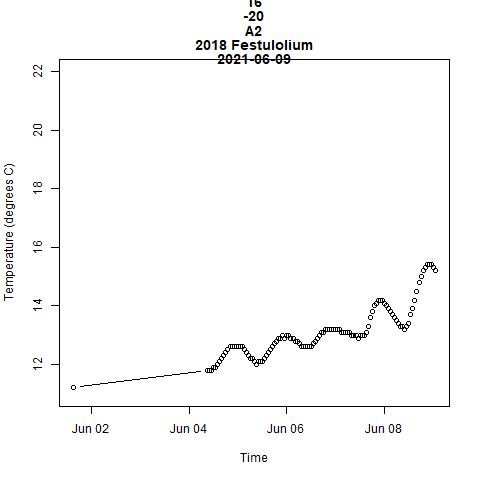 16
-20
A2
2018 Festulolium
2021-06-09
22
20
18
16
14
12
Temperature (degrees C)
Jun 02
Jun 04
Jun 06
Jun 08
Time